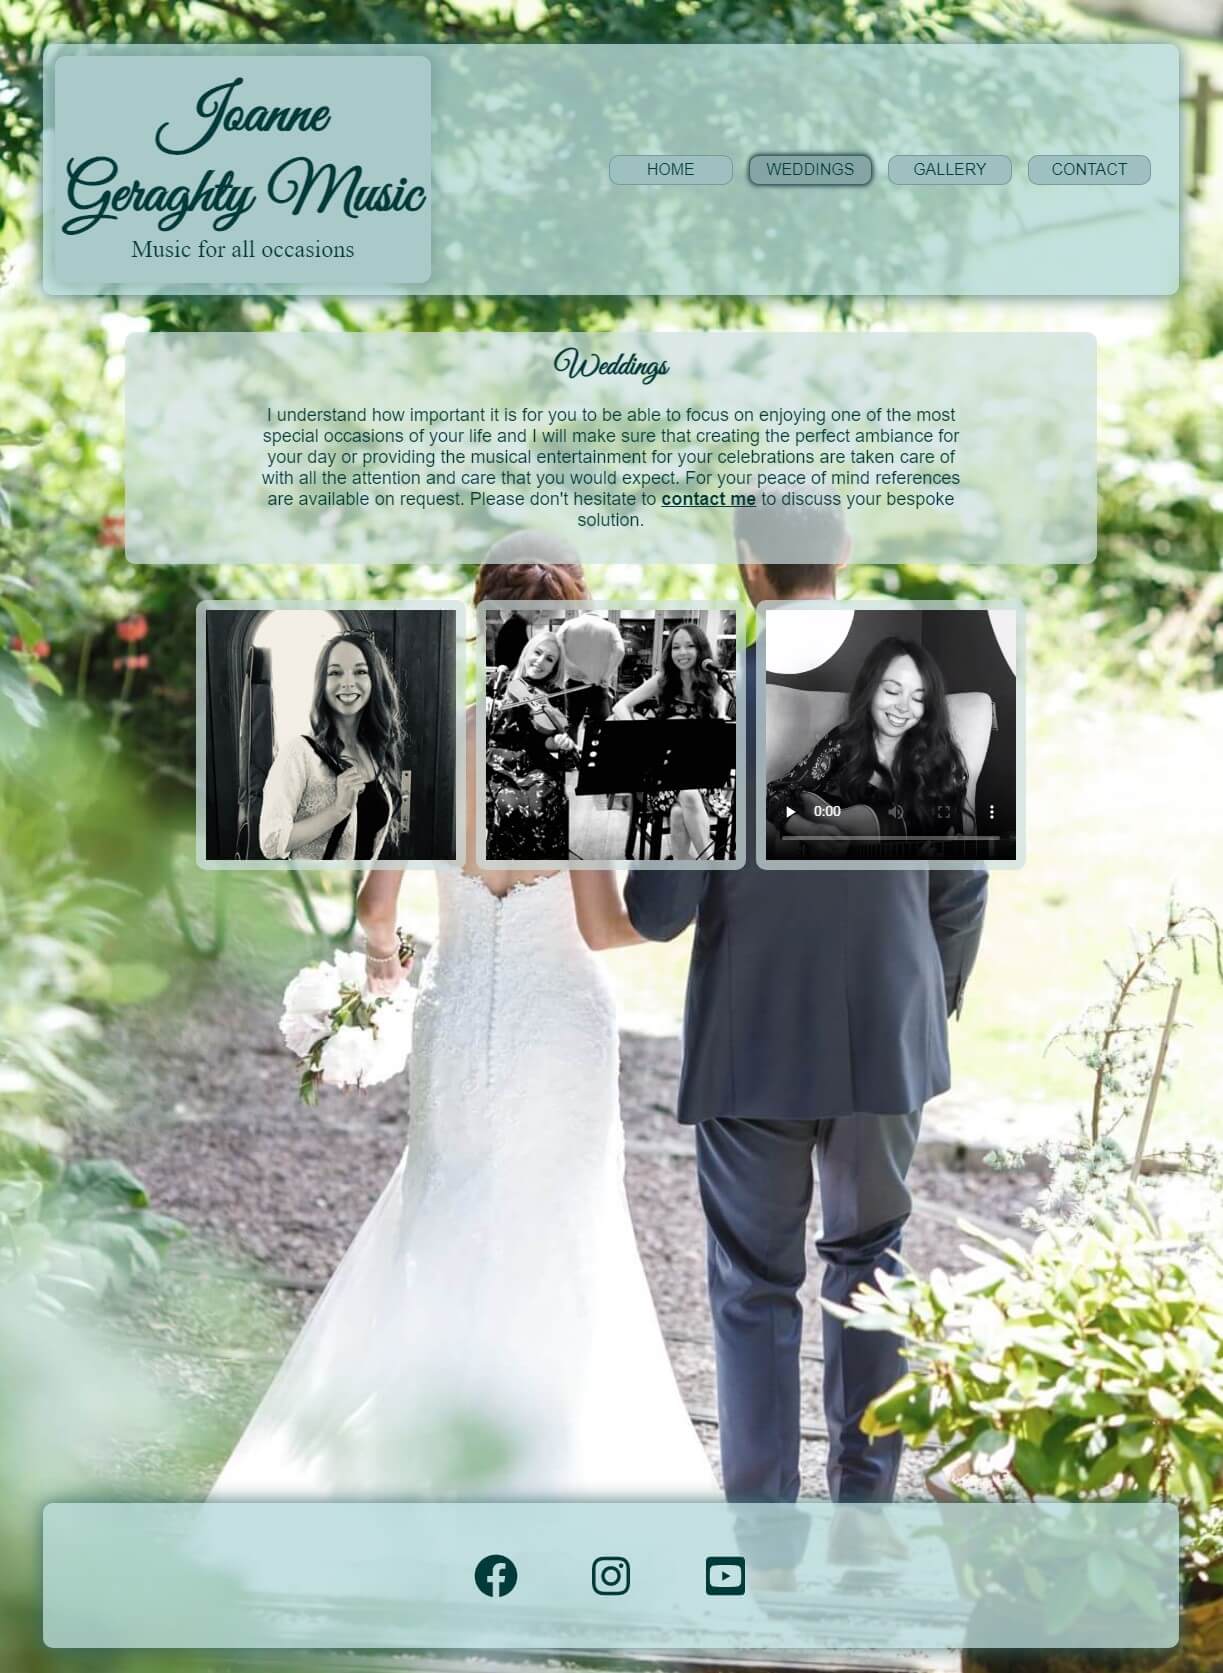 Joanne
Geraghty Music
Music for all occasions
HOME
WEDDINGS
GALLERY
CONTACT
Weddings
I understand how important it is for you to be able to focus on enjoying one of the most
special occasions of your life and I will make sure that creating the perfect ambiance for
your day or providing the musical entertainment for your celebrations are taken care of
with all the attention and care that you would expect. For your peace of mind references
are available on request. Please don't hesitate to contact me to discuss your bespoke
solution.
0:00